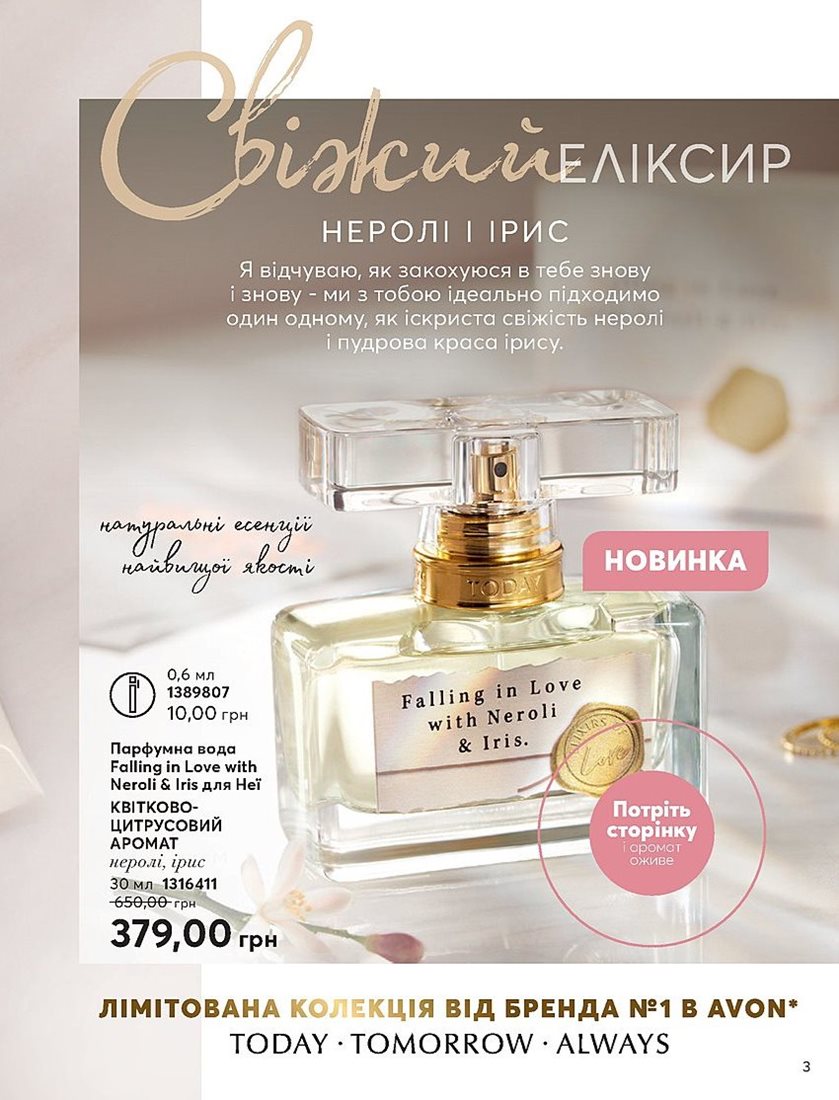 Свіжий ЕЛІКСИР
НЕРОЛІ І ІРИС
Я відчуваю, як закохуюся в тебе знову
і знову - ми з тобою ідеально підходимо
один одному, як іскриста свіжість неролі
і пудрова краса ірису.
натуральні есенції
найвищої якості
TODAY
НОВИНКА
Falling in Love
with Neroli
& Iris.
ELIXIRS OF
Love
0,6 мл
1389807
10,00 грн
Парфумна вода
Falling in Love with
Neroli & Iris для Неї
КВІТКОВО-
ЦИТРУСОВИЙ
АРОМАТ
неролі, ірис
30 мл 1316411
650,00 грн
379,00 грн
Потріть
сторінку
і аромат
оживе
ЛІМІТОВАНА КОЛЕКЦІЯ ВІД БРЕНДА №1 В AVON*
TODAY · TOMORROW · ALWAYS
3